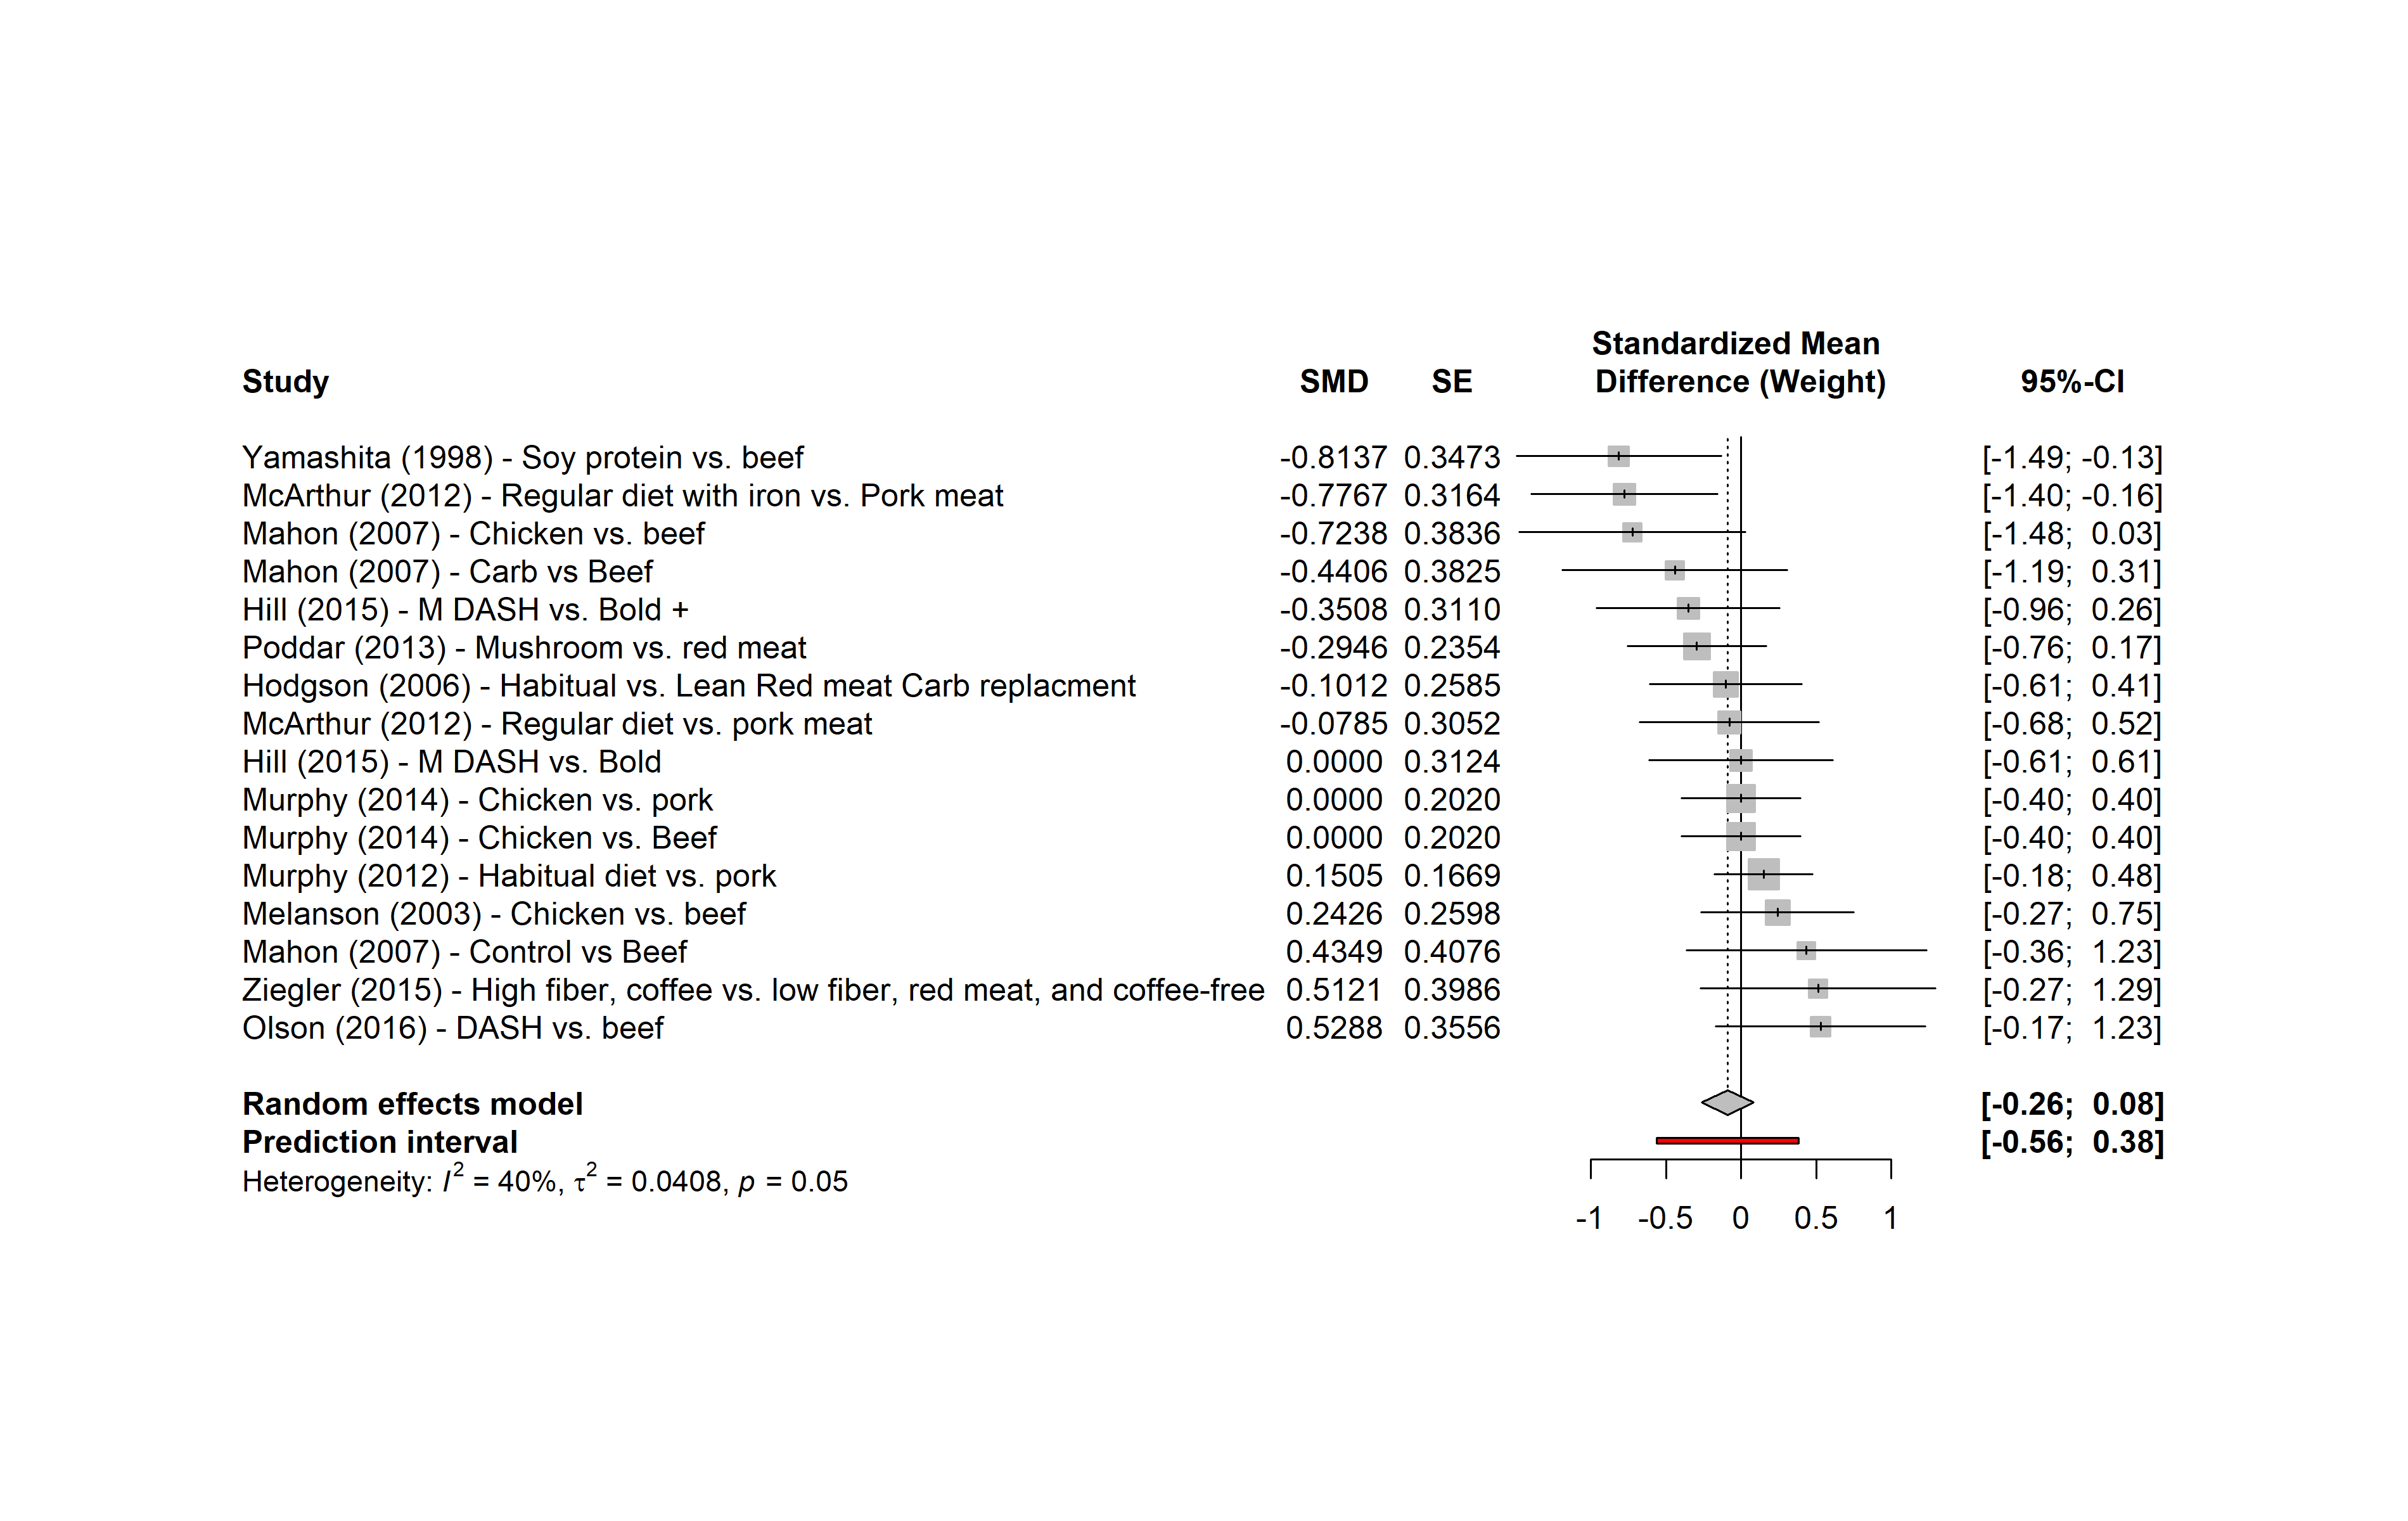 Standardized Mean
Study SMD SE Difference (Weight) 95%-CI
Yamashita (1998) - Soy protein vs. beef -0.8137 0.3473 [-1.49; -0.13]
McArthur (2012) - Regular diet with iron vs. Pork meat -0.7767 0.3164 [-1.40; -0.16]
Mahon (2007) - Chicken vs. beef -0.7238 0.3836 [-1.48; 0.03]
Mahon (2007) - Carb vs Beef -0.4406 0.3825 [-1.19; 0.31]
Hill (2015) - M DASH vs. Bold + -0.3508 0.3110 [-0.96; 0.26]
Poddar (2013) - Mushroom vs. red meat -0.2946 0.2354 [-0.76; 0.17]
Hodgson (2006) - Habitual vs. Lean Red meat Carb replacment -0.1012 0.2585 [-0.61; 0.41]
McArthur (2012) - Regular diet vs. pork meat -0.0785 0.3052 [-0.68; 0.52]
Hill (2015) - M DASH vs. Bold 0.0000 0.3124 [-0.61; 0.61]
Murphy (2014) - Chicken vs. pork 0.0000 0.2020 [-0.40; 0.40]
Murphy (2014) - Chicken vs. Beef 0.0000 0.2020 [-0.40; 0.40]
Murphy (2012) - Habitual diet vs. pork 0.1505 0.1669 [-0.18; 0.48]
Melanson (2003) - Chicken vs. beef 0.2426 0.2598 [-0.27; 0.75]
Mahon (2007) - Control vs Beef 0.4349 0.4076 [-0.36; 1.23]
Ziegler (2015) - High fiber, coffee vs. low fiber, red meat, and coffee-free 0.5121 0.3986 [-0.27; 1.29]
Olson (2016) - DASH vs. beef 0.5288 0.3556 [-0.17; 1.23]
Random effects model [-0.26; 0.08]
Prediction interval [-0.56; 0.38]
Heterogeneity: I² = 40%, τ² = 0.0408, p = 0.05
-1 -0.5 0 0.5 1